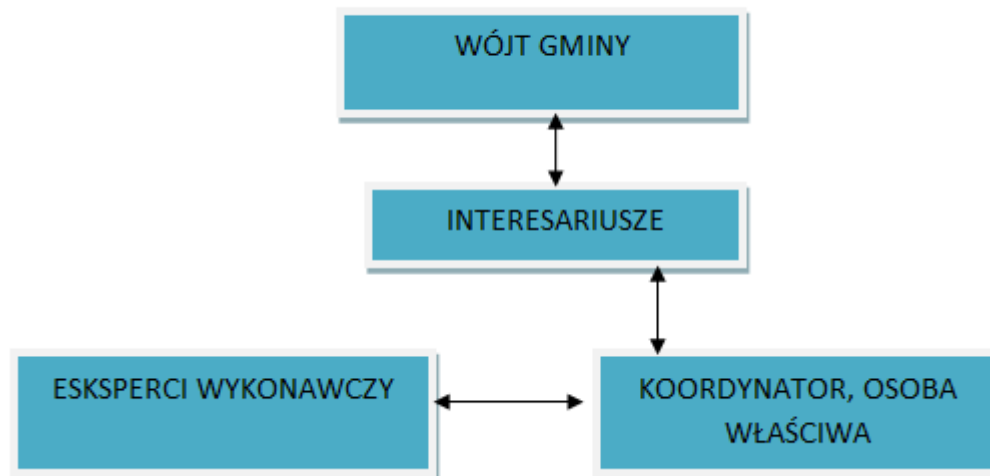 WÓJT GMINY
INTERESARIUSZE
ESKSPERCI WYKONAWCZY
KOORDYNATOR, OSOBA
WŁAŚCIWA